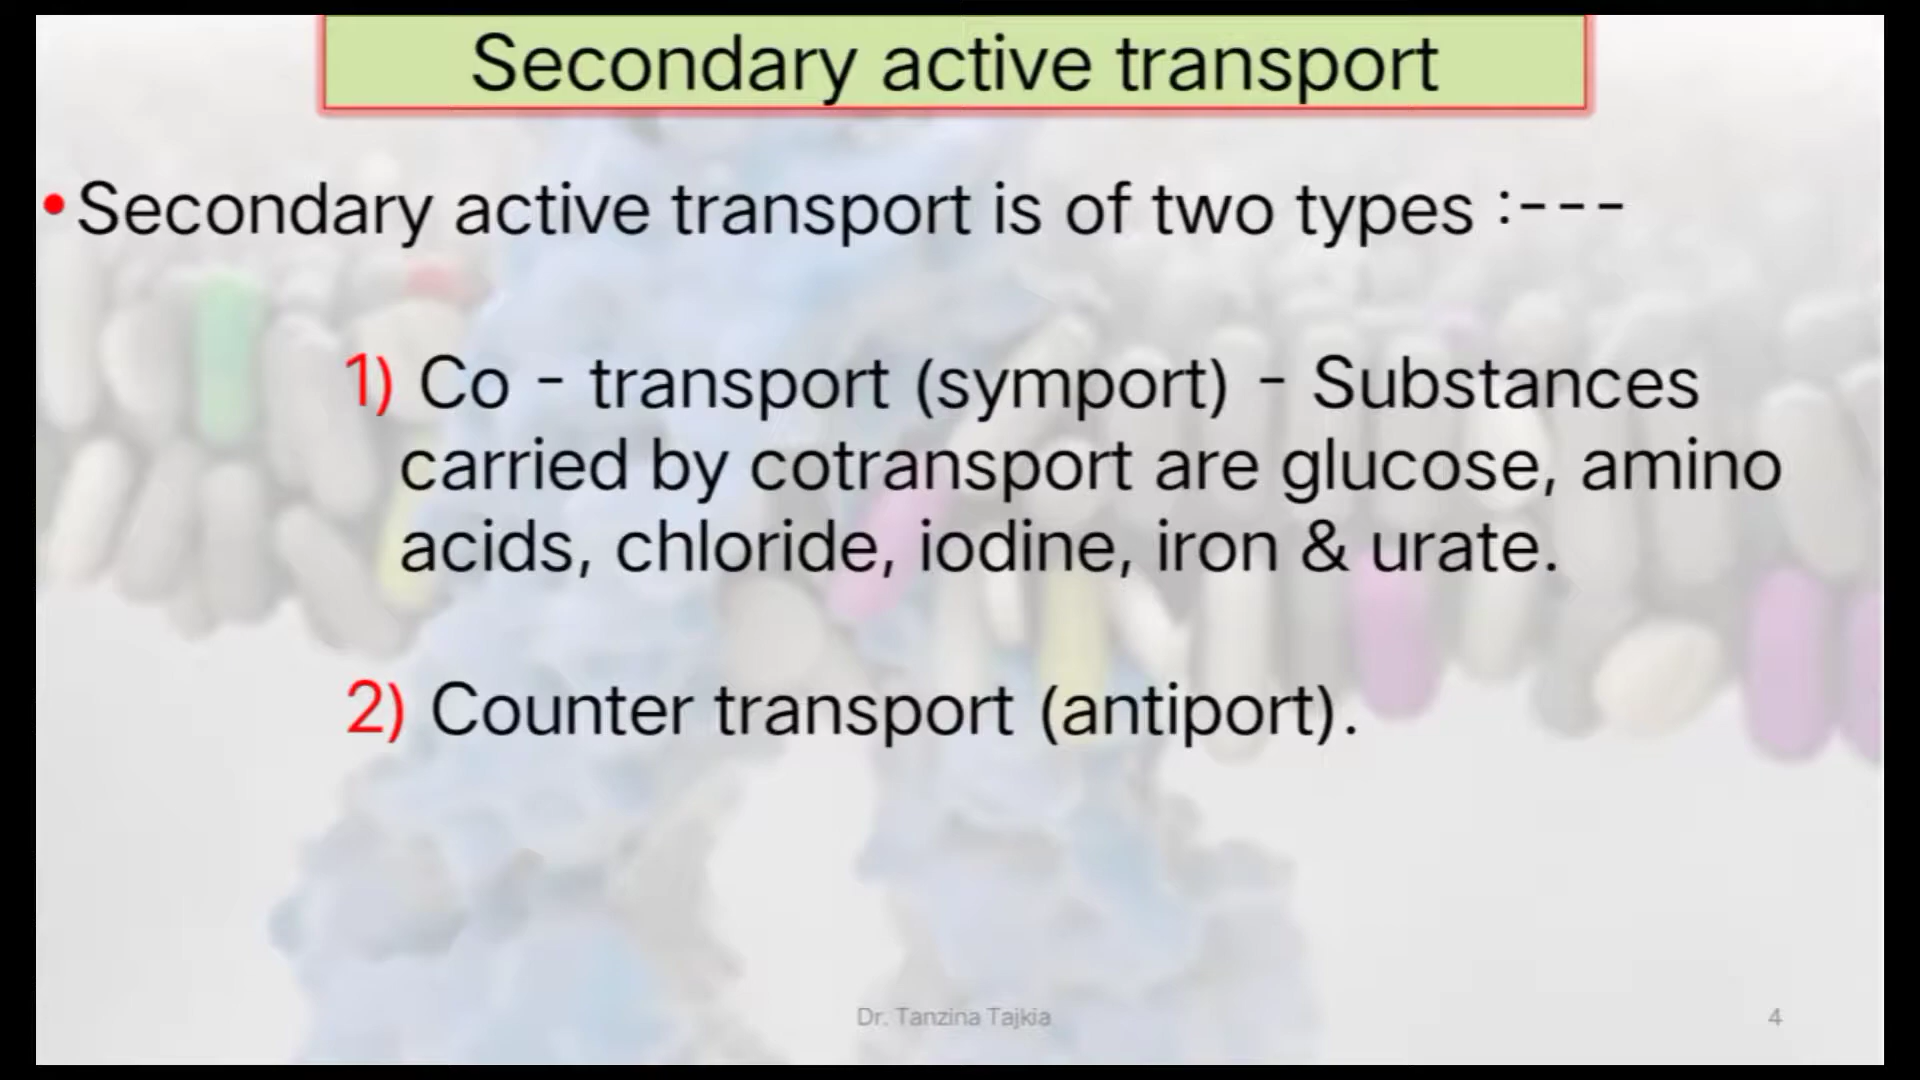 Secondary active transport
• Secondary active transport is of two types :---
1) Co - transport (symport) - Substances
carried by cotransport are glucose, amino
acids, chloride, iodine, iron & urate.
2) Counter transport (antiport).
Dr. Tanzina Tajkia
4